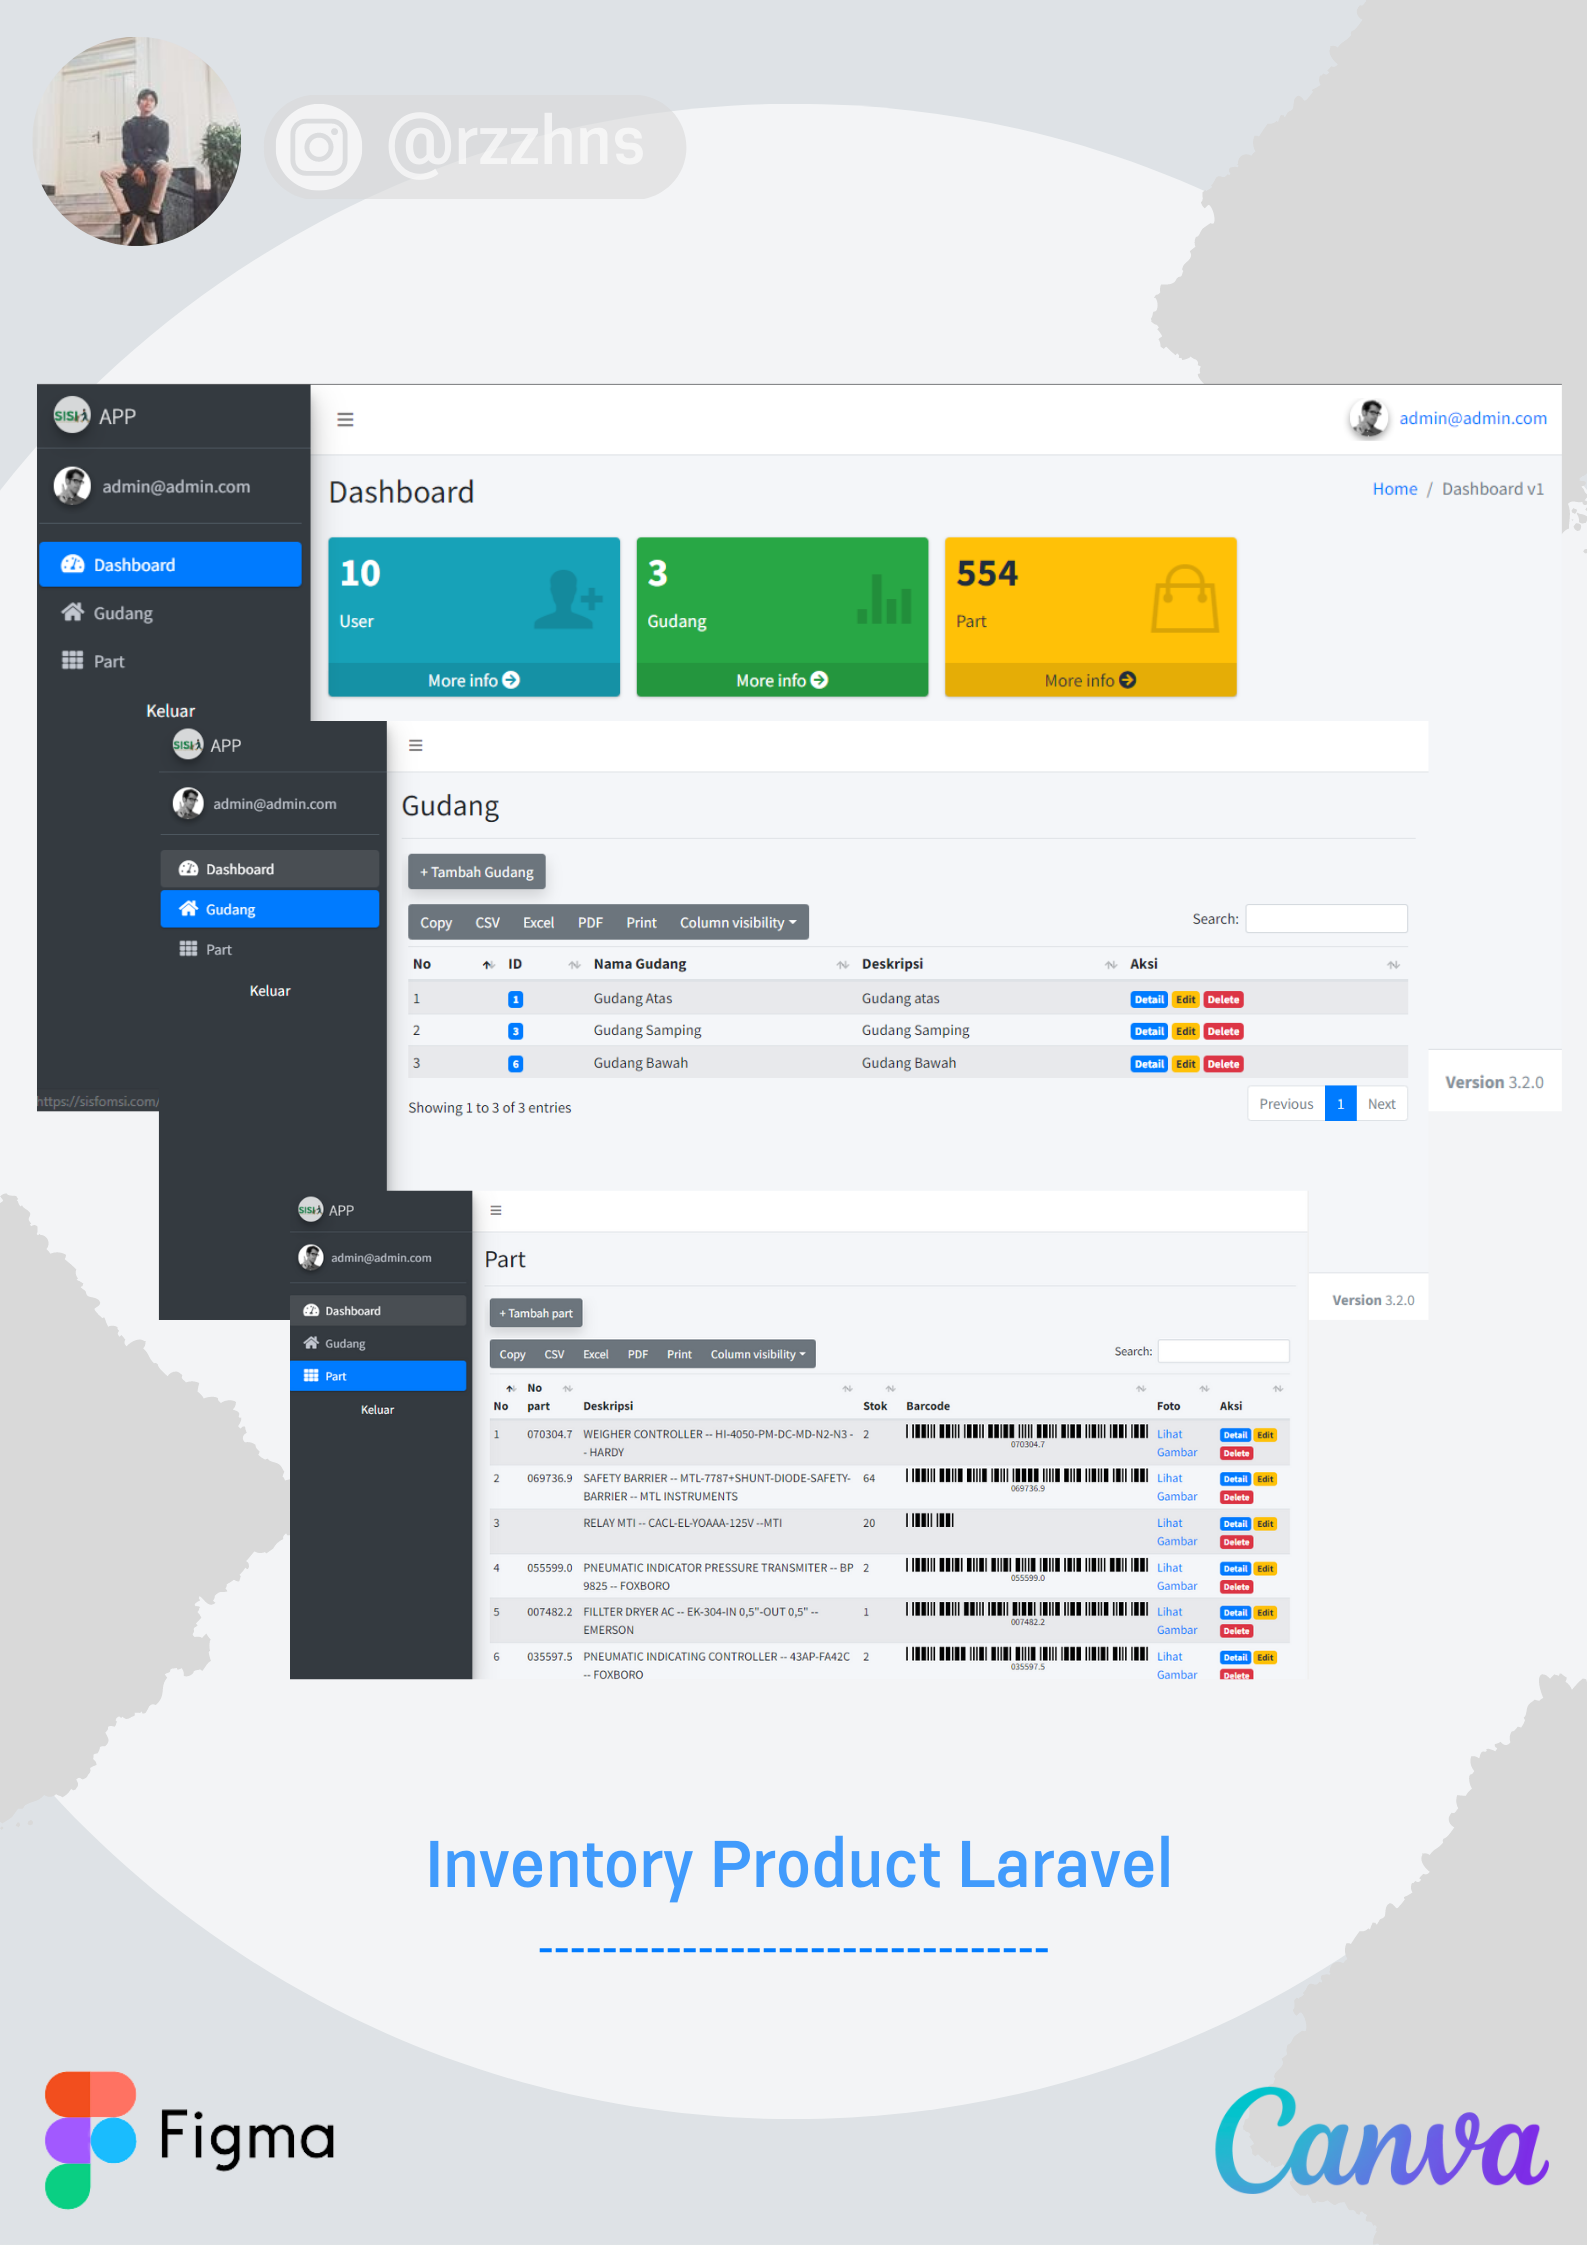 @rzzhns
SISI APP
admin@admin.com
admin@admin.com
Dashboard
Home / Dashboard v1
Dashboard
Gudang
Part
Keluar
10
User
More info
3
Gudang
More info
554
Part
More info
https://sisfomsi.com/
Version 3.2.0
SISI APP
admin@admin.com
Dashboard
Gudang
Part
Keluar
Gudang
+ Tambah Gudang
Copy CSV Excel PDF Print Column visibility
Search:
No ID Nama Gudang Deskripsi Aksi
1 1 Gudang Atas Gudang atas Detail Edit Delete
2 3 Gudang Samping Gudang Samping Detail Edit Delete
3 6 Gudang Bawah Gudang Bawah Detail Edit Delete
Showing 1 to 3 of 3 entries
Previous 1 Next
Version 3.2.0
SISI APP
admin@admin.com
Dashboard
Gudang
Part
Keluar
Part
+ Tambah part
Copy CSV Excel PDF Print Column visibility
Search:
No No part Deskripsi Stok Barcode Foto Aksi
1 070304.7 WEIGHER CONTROLLER -- HI-4050-PM-DC-MD-N2-N3 - 2 Lihat Detail Edit
- HARDY 070304.7 Gambar Delete
2 069736.9 SAFETY BARRIER -- MTL-7787+SHUNT-DIODE-SAFETY- 64 Lihat Detail Edit
BARRIER -- MTL INSTRUMENTS 069736.9 Gambar Delete
3 RELAY MTI -- CACL-EL-YOAAA-125V --MTI 20 Lihat Detail Edit
Gambar Delete
4 055599.0 PNEUMATIC INDICATOR PRESSURE TRANSMITER -- BP 2 Lihat Detail Edit
9825 -- FOXBORO 055599.0 Gambar Delete
5 007482.2 FILLTER DRYER AC -- EK-304-IN 0,5"-OUT 0,5" -- 1 Lihat Detail Edit
EMERSON 007482.2 Gambar Delete
6 035597.5 PNEUMATIC INDICATING CONTROLLER -- 43AP-FA42C 2 Lihat Detail Edit
-- FOXBORO 035597.5 Gambar Delete
Inventory Product Laravel
Figma
Canva